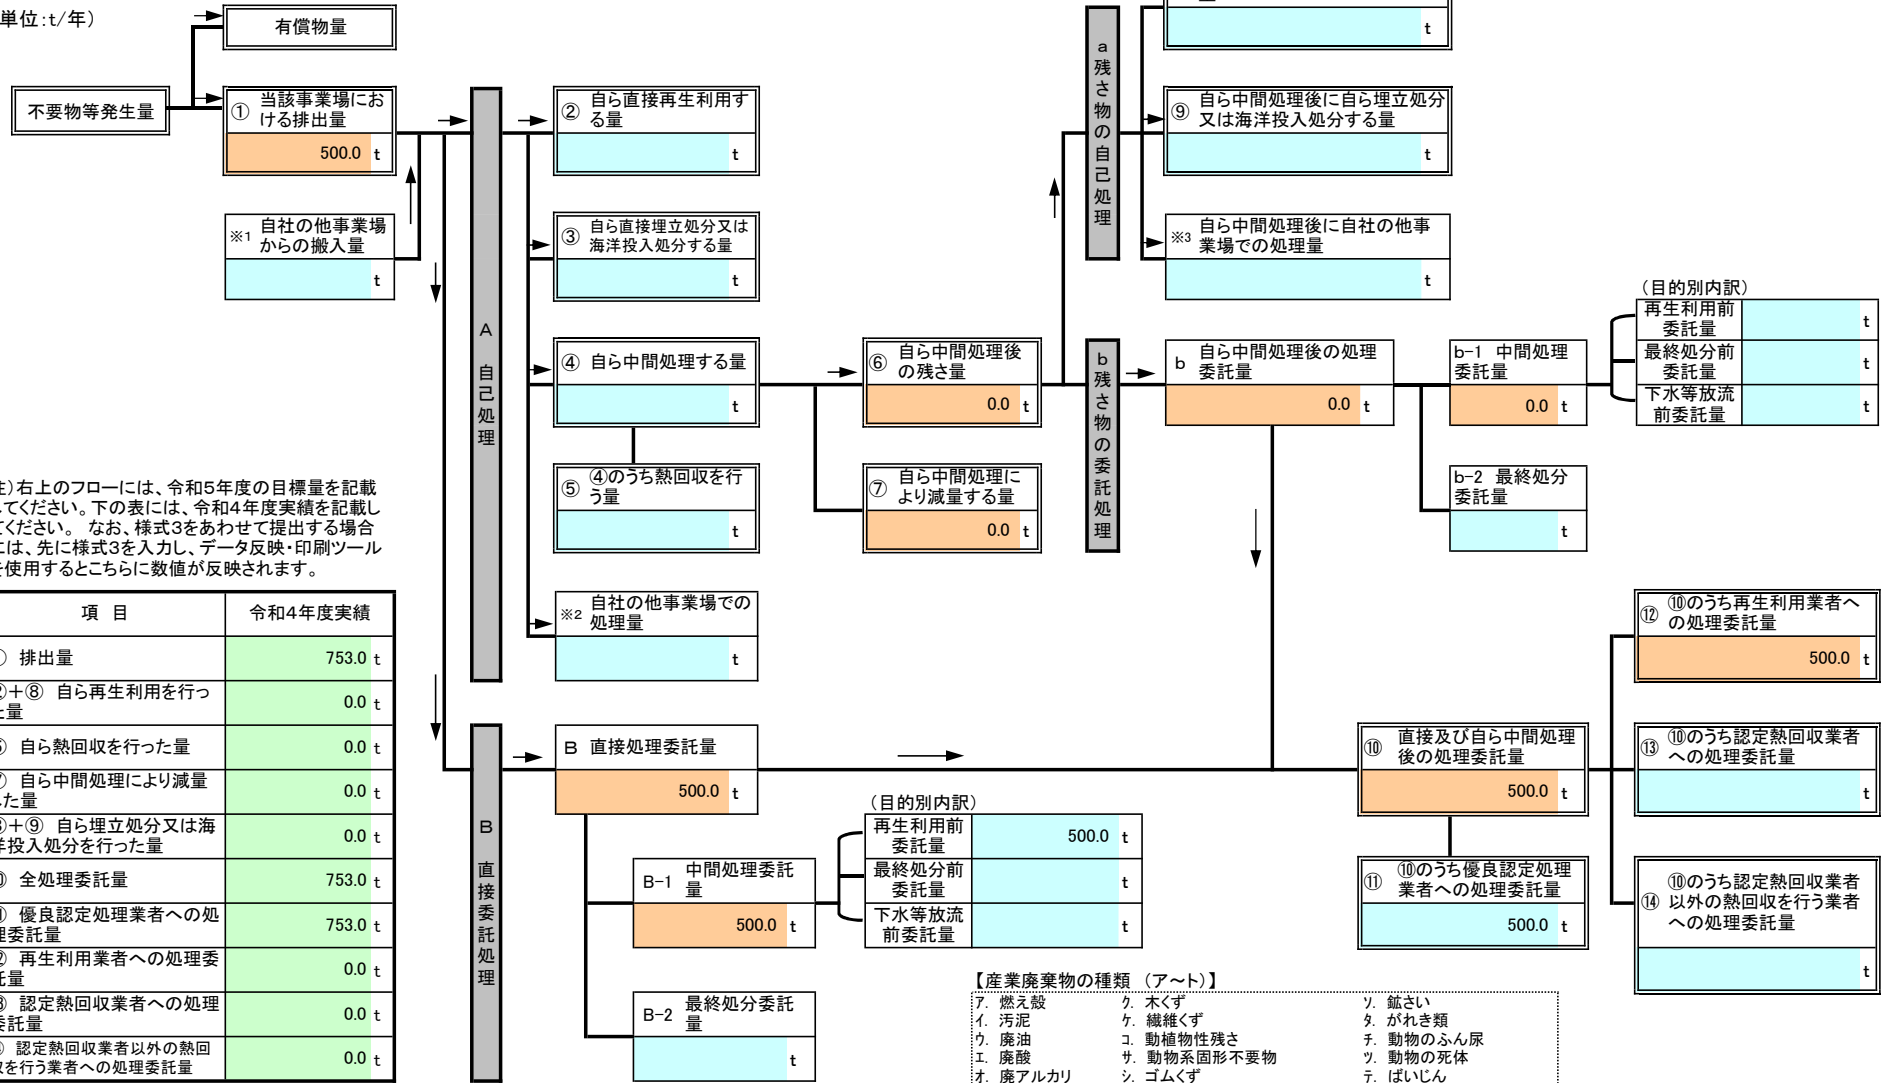 単位:t/年）
有償物量
不要物等発生量
① 当該事業場にお
ける排出量
500.0 t
※1 自社の他事業場
からの搬入量
t
A 自己処理
② 自ら直接再生利用す
る量
t
③ 自ら直接埋立処分又は
海洋投入処分する量
t
④ 自ら中間処理する量
t
⑤ ④のうち熱回収を行
う量
t
※2 自社の他事業場での
処理量
t
⑥ 自ら中間処理後
の残さ量
0.0 t
⑦ 自ら中間処理に
より減量する量
0.0 t
a 残さ物の自己処理
t
⑨ 自ら中間処理後に自ら埋立処分
又は海洋投入処分する量
t
※3 自ら中間処理後に自社の他事
業場での処理量
t
b 残さ物の委託処理
b 自ら中間処理後の処理
委託量
0.0 t
b-1 中間処理
委託量
0.0 t
b-2 最終処分
委託量
t
（目的別内訳）
再生利用前
委託量
t
最終処分前
委託量
t
下水等放流
前委託量
t
）右上のフローには、令和5年度の目標量を記載
してください。下の表には、令和4年度実績を記載し
てください。 なお、様式3をあわせて提出する場合
には、先に様式3を入力し、データ反映・印刷ツール
を使用するとこちらに数値が反映されます。
項 目 令和4年度実績
排出量 753.0 t
＋⑧ 自ら再生利用を行っ
た量 0.0 t
自ら熱回収を行った量 0.0 t
自ら中間処理により減量
した量 0.0 t
＋⑨ 自ら埋立処分又は海
洋投入処分を行った量 0.0 t
全処理委託量 753.0 t
優良認定処理業者への処
理委託量 753.0 t
再生利用業者への処理委
託量 0.0 t
認定熱回収業者への処理
委託量 0.0 t
認定熱回収業者以外の熱回
収を行う業者への処理委託量 0.0 t
B 直接委託処理
B 直接処理委託量
500.0 t
B-1 中間処理委託
量
500.0 t
B-2 最終処分委託
量
t
（目的別内訳）
再生利用前
委託量
500.0 t
最終処分前
委託量
t
下水等放流
前委託量
t
⑩ 直接及び自ら中間処理
後の処理委託量
500.0 t
⑪ ⑩のうち優良認定処理
業者への処理委託量
500.0 t
⑫ ⑩のうち再生利用業者へ
の処理委託量
500.0 t
⑬ ⑩のうち認定熱回収業者
への処理委託量
t
⑭ ⑩のうち認定熱回収業者
以外の熱回収を行う業者
への処理委託量
t
【産業廃棄物の種類 （ア～ト）】
ア. 燃え殻 ク. 木くず ソ. 鉱さい
イ. 汚泥 ケ. 繊維くず タ. がれき類
ウ. 廃油 コ. 動植物性残さ チ. 動物のふん尿
エ. 廃酸 サ. 動物系固形不要物 ツ. 動物の死体
オ. 廃アルカリ シ. ゴムくず テ. ばいじん